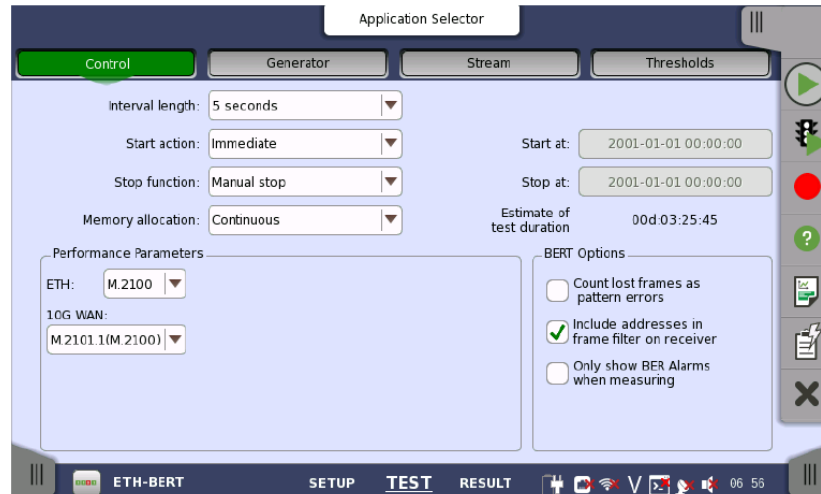 Application Selector
Control Generator Stream Thresholds
Interval length: 5 seconds
Start action: Immediate Start at: 2001-01-01 00:00:00
Stop function: Manual stop Stop at: 2001-01-01 00:00:00
Memory allocation: Continuous Estimate of test duration 00d:03:25:45
Performance Parameters
ETH: M.2100
10G WAN:
M.2101.1(M.2100)
BERT Options
Count lost frames as
pattern errors
Include addresses in
frame filter on receiver
Only show BER Alarms
when measuring
ETH-BERT SETUP TEST RESULT V 06 56